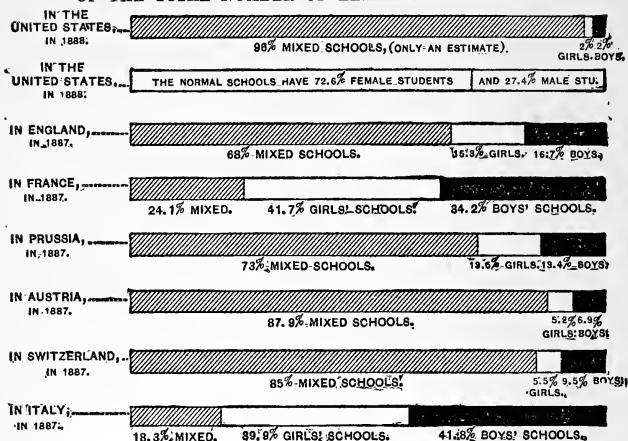 IN THE
UNITED STATES,
IN 1888.
96% MIXED SCHOOLS, (ONLY AN ESTIMATE).
2% 2%
GIRLS. BOYS.
IN THE
UNITED STATES,
IN 1888.
THE NORMAL SCHOOLS HAVE 72.6% FEMALE STUDENTS AND 27.4% MALE STU.
IN ENGLAND,
IN 1887.
68% MIXED SCHOOLS. 15.3% GIRLS. 16.7% BOYS.
IN FRANCE,
IN 1887.
24.1% MIXED. 41.7% GIRLS' SCHOOLS. 34.2% BOYS' SCHOOLS.
IN PRUSSIA,
IN 1887.
73% MIXED SCHOOLS. 13.6% GIRLS. 13.4% BOYS.
IN AUSTRIA,
IN 1887.
87.9% MIXED SCHOOLS. 5.2% 6.9%
GIRLS. BOYS.
IN SWITZERLAND,
IN 1887.
85% MIXED SCHOOLS. 5.5% 9.5% BOYS.
GIRLS.
IN ITALY,
IN 1887.
18.3% MIXED. 39.9% GIRLS' SCHOOLS. 41.8% BOYS' SCHOOLS.